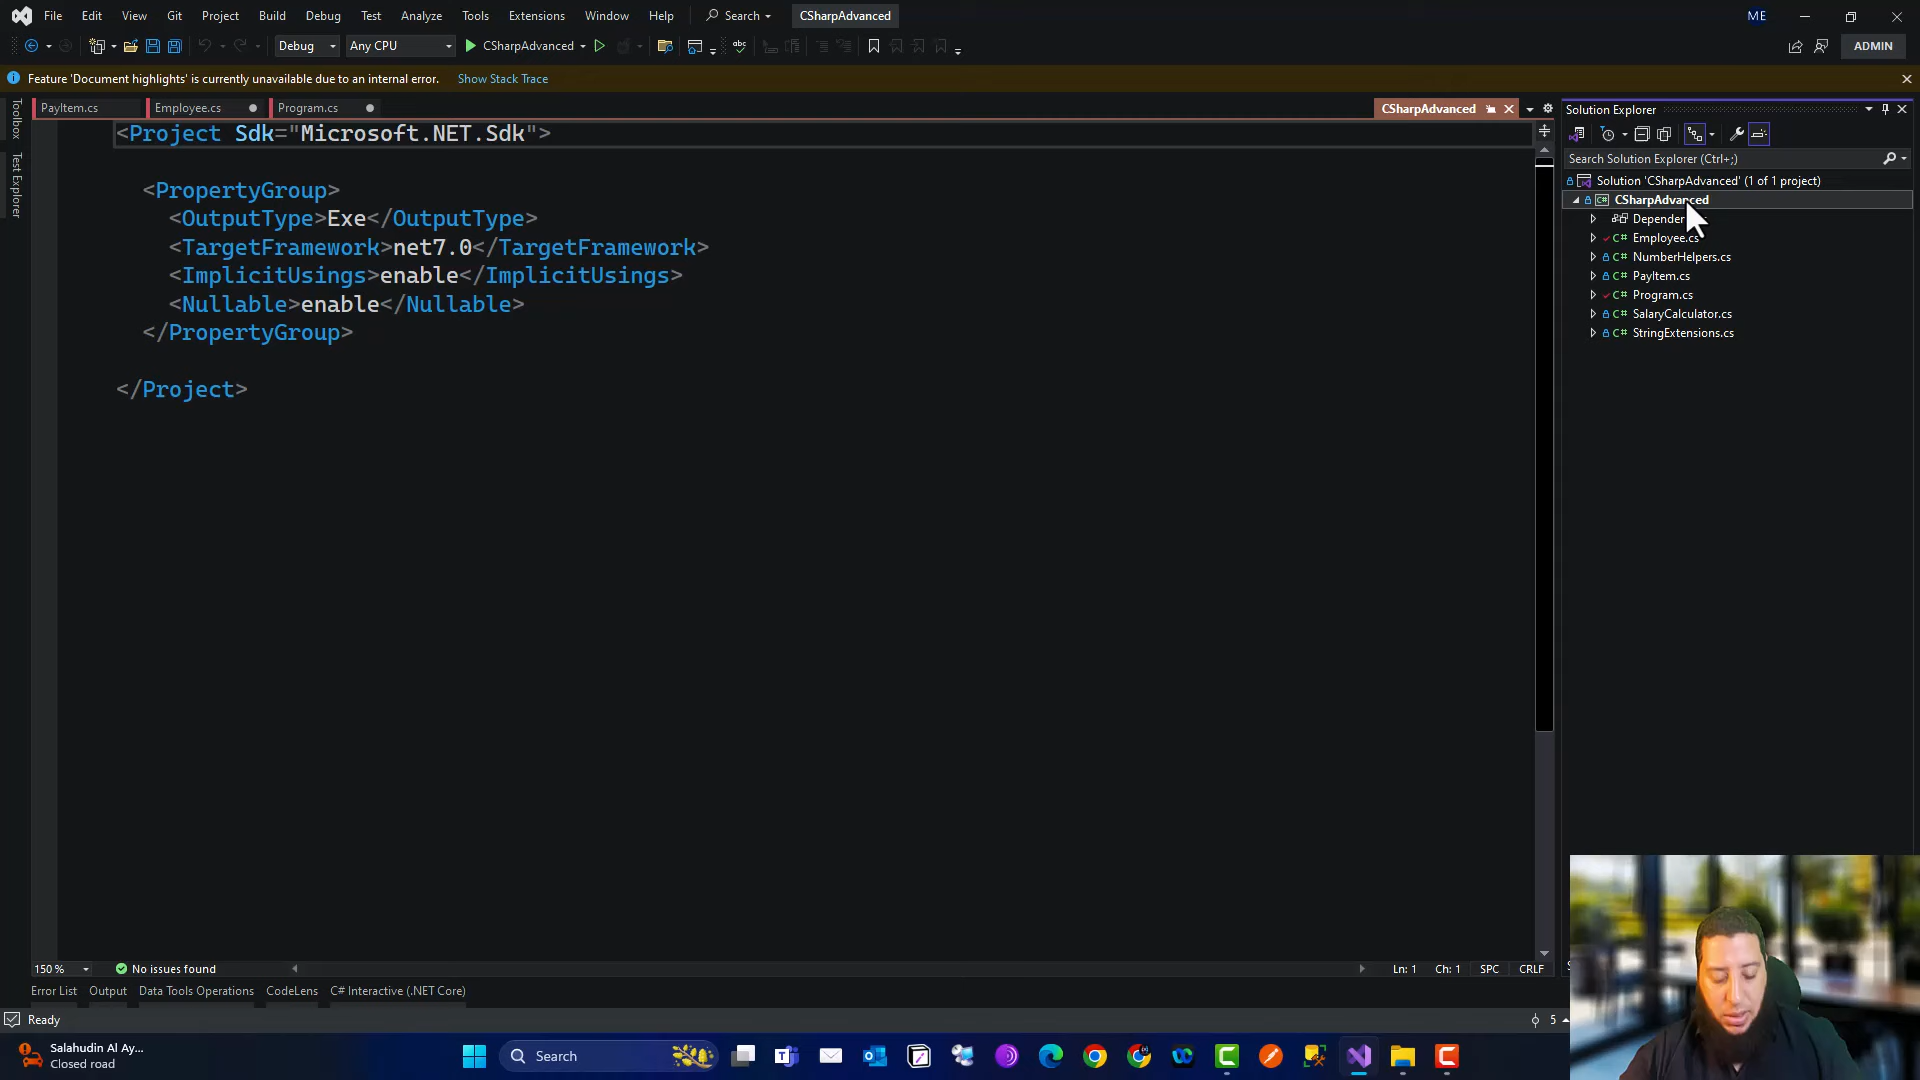 File Edit View Git Project Build Debug Test Analyze Tools Extensions Window Help Search CSharpAdvanced ME
Debug Any CPU CSharpAdvanced ADMIN
Feature 'Document highlights' is currently unavailable due to an internal error. Show Stack Trace
Toolbox
Test Explorer
PayItem.cs Employee.cs Program.cs CSharpAdvanced
<Project Sdk="Microsoft.NET.Sdk">
<PropertyGroup>
<OutputType>Exe</OutputType>
<TargetFramework>net7.0</TargetFramework>
<ImplicitUsings>enable</ImplicitUsings>
<Nullable>enable</Nullable>
</PropertyGroup>
</Project>
Solution Explorer
Search Solution Explorer (Ctrl+;)
Solution 'CSharpAdvanced' (1 of 1 project)
CSharpAdvanced
Depender
C# Employee.cs
C# NumberHelpers.cs
C# PayItem.cs
C# Program.cs
C# SalaryCalculator.cs
C# StringExtensions.cs
150 % No issues found Ln: 1 Ch: 1 SPC CRLF
Error List Output Data Tools Operations CodeLens C# Interactive (.NET Core)
Ready 5
Salahudin Al Ay...
Closed road
Search